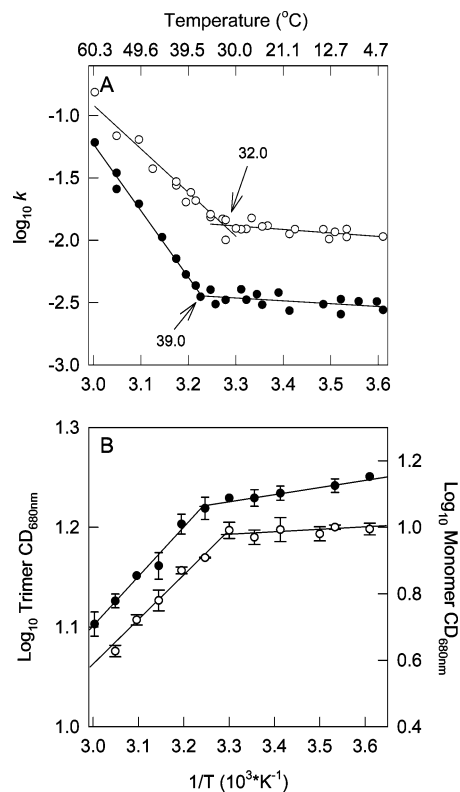 Temperature (°C)
60.3 49.6 39.5 30.0 21.1 12.7 4.7
A
-1.0
-1.5
-2.0
-2.5
-3.0
log₁₀ k
32.0
39.0
3.0 3.1 3.2 3.3 3.4 3.5 3.6
B
1.3
1.2
1.1
1.0
Log₁₀ Trimer CD₆₈₀ₙₘ
1.2
1.0
0.8
0.6
0.4
Log₁₀ Monomer CD₆₈₀ₙₘ
3.0 3.1 3.2 3.3 3.4 3.5 3.6
1/T (10³*K⁻¹)